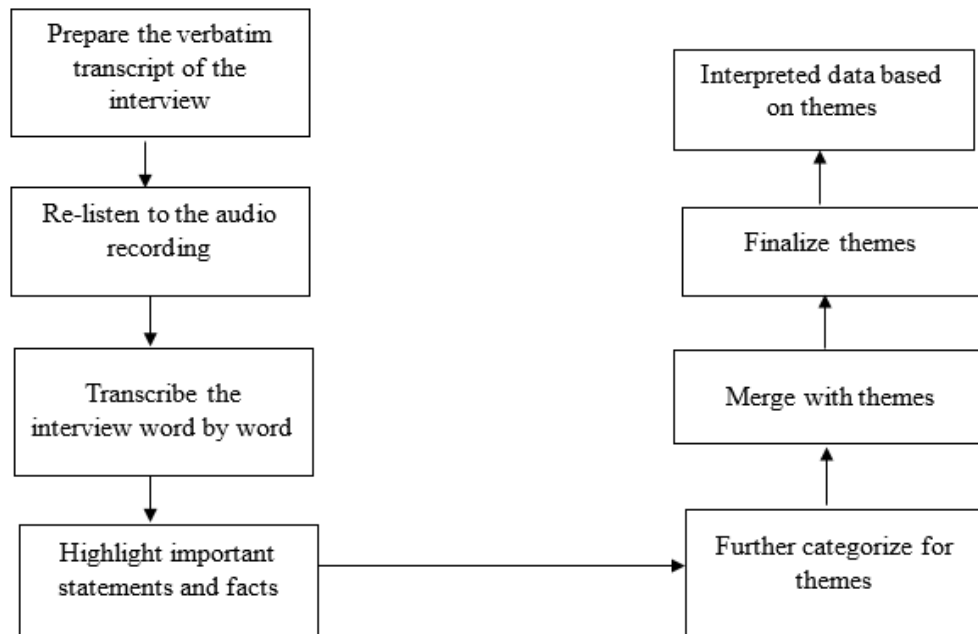 Prepare the verbatim
transcript of the
interview
Re-listen to the audio
recording
Transcribe the
interview word by word
Highlight important
statements and facts
Further categorize for
themes
Merge with themes
Finalize themes
Interpreted data based
on themes